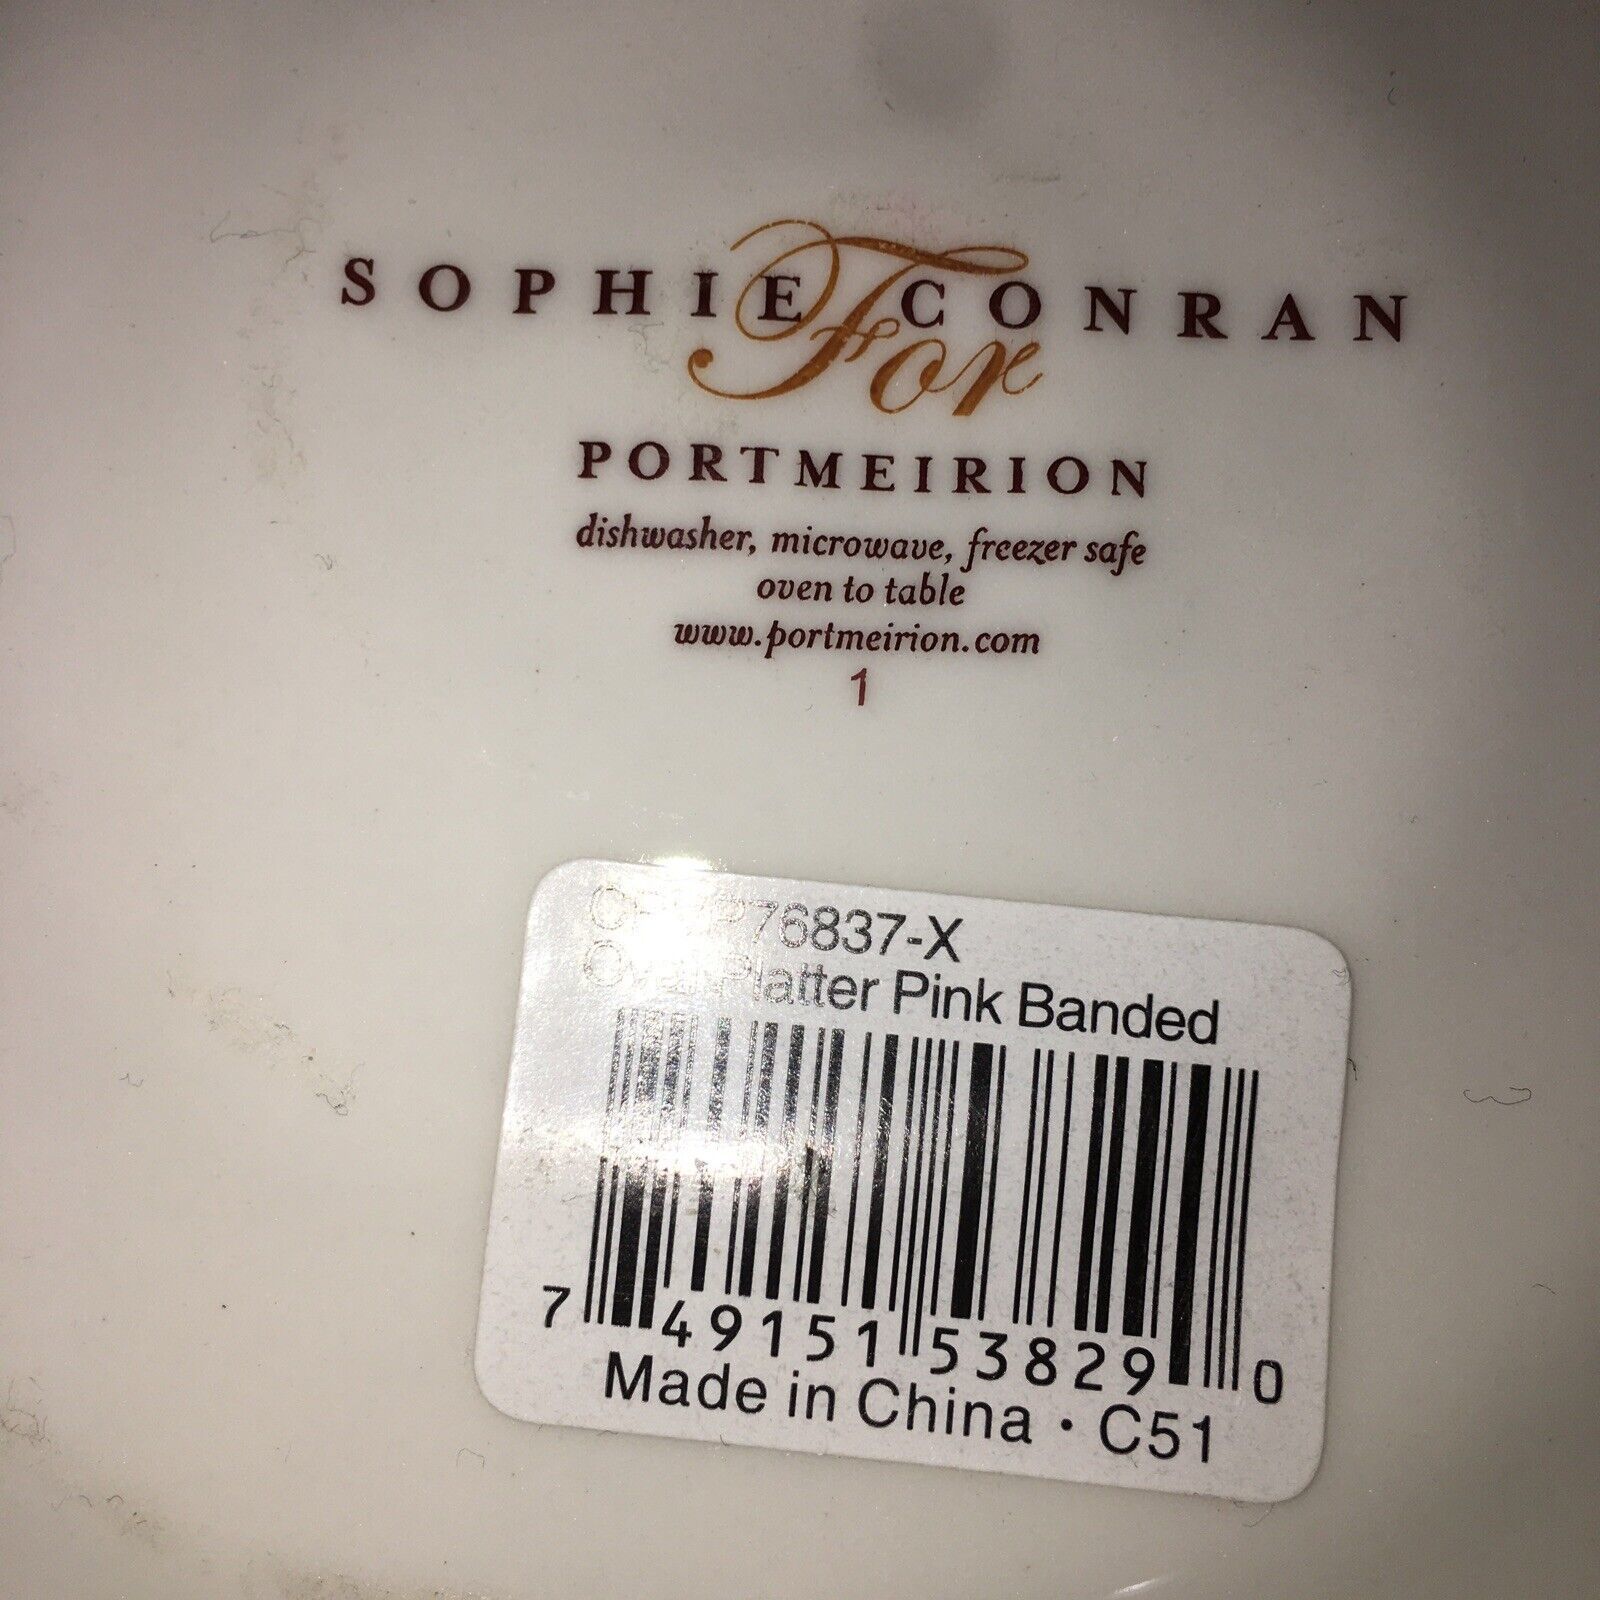 SOPHIE CONRAN
For
PORTMEIRION
dishwasher, microwave, freezer safe
oven to table
www.portmeirion.com
1
76837-X
Oval Platter Pink Banded
7 49151 53829 0
Made in China · C51